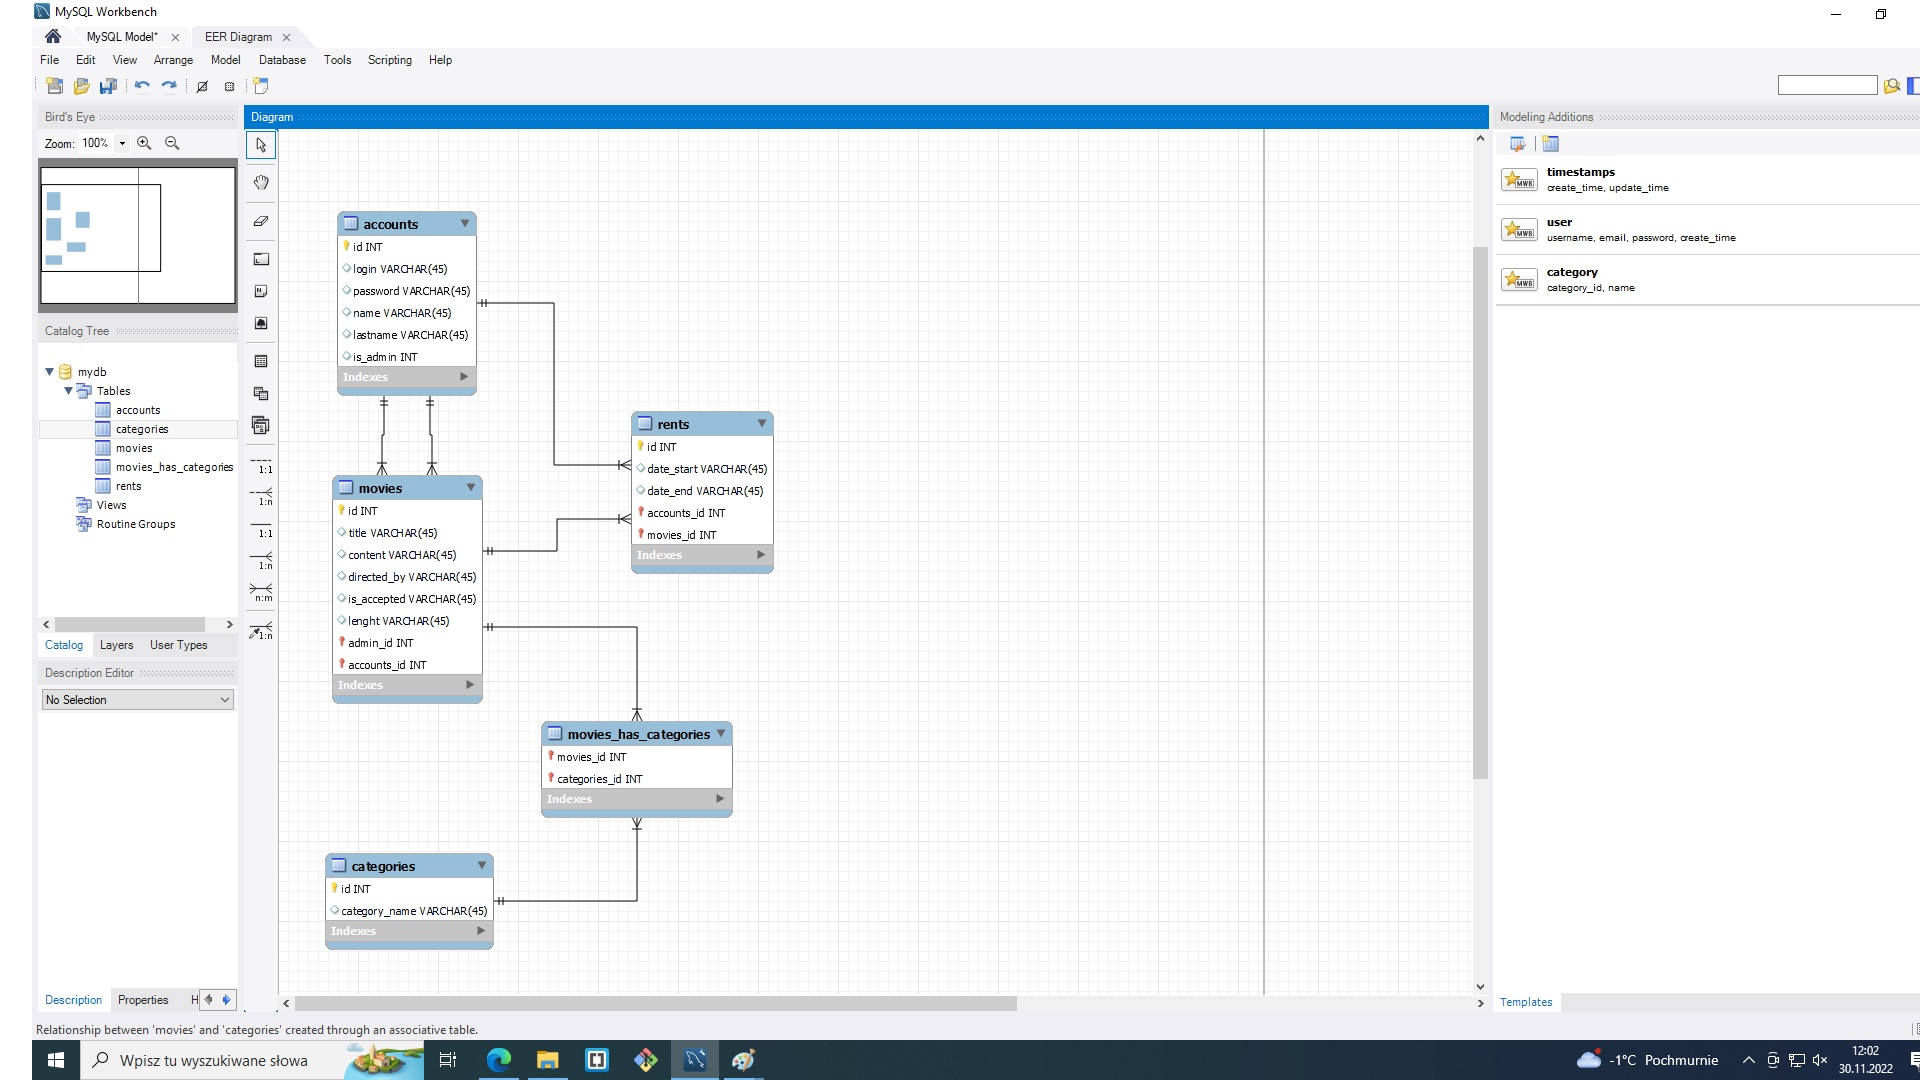 MySQL Workbench
MySQL Model*
EER Diagram
File Edit View Arrange Model Database Tools Scripting Help
Bird's Eye
Zoom: 100%
Catalog Tree
mydb
Tables
accounts
categories
movies
movies_has_categories
rents
Views
Routine Groups
Catalog Layers User Types
Description Editor
No Selection
Description Properties H
Diagram
1:1
1:n
1:1
1:n
n:m
1:n
accounts
id INT
login VARCHAR(45)
password VARCHAR(45)
name VARCHAR(45)
lastname VARCHAR(45)
is_admin INT
Indexes
rents
id INT
date_start VARCHAR(45)
date_end VARCHAR(45)
accounts_id INT
movies_id INT
Indexes
movies
id INT
title VARCHAR(45)
content VARCHAR(45)
directed_by VARCHAR(45)
is_accepted VARCHAR(45)
lenght VARCHAR(45)
admin_id INT
accounts_id INT
Indexes
movies_has_categories
movies_id INT
categories_id INT
Indexes
categories
id INT
category_name VARCHAR(45)
Indexes
Modeling Additions
MWB
timestamps
create_time, update_time
MWB
user
username, email, password, create_time
MWB
category
category_id, name
Templates
Relationship between 'movies' and 'categories' created through an associative table.
Wpisz tu wyszukiwane słowa
-1°C Pochmurnie
12:02
30.11.2022